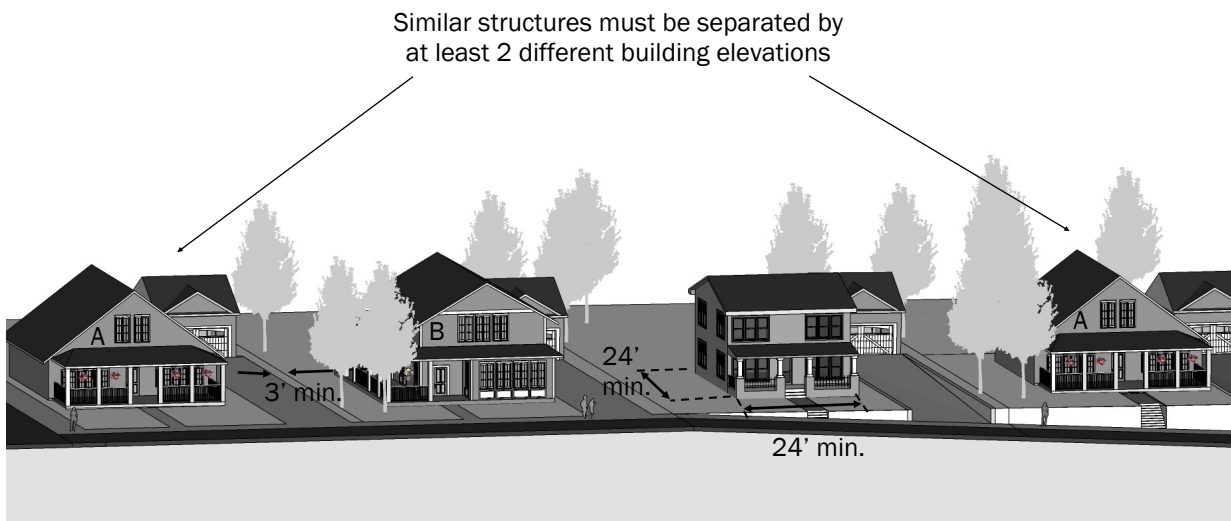 Similar structures must be separated by
at least 2 different building elevations
A
B
A
3’ min.
24’
min.
24’ min.